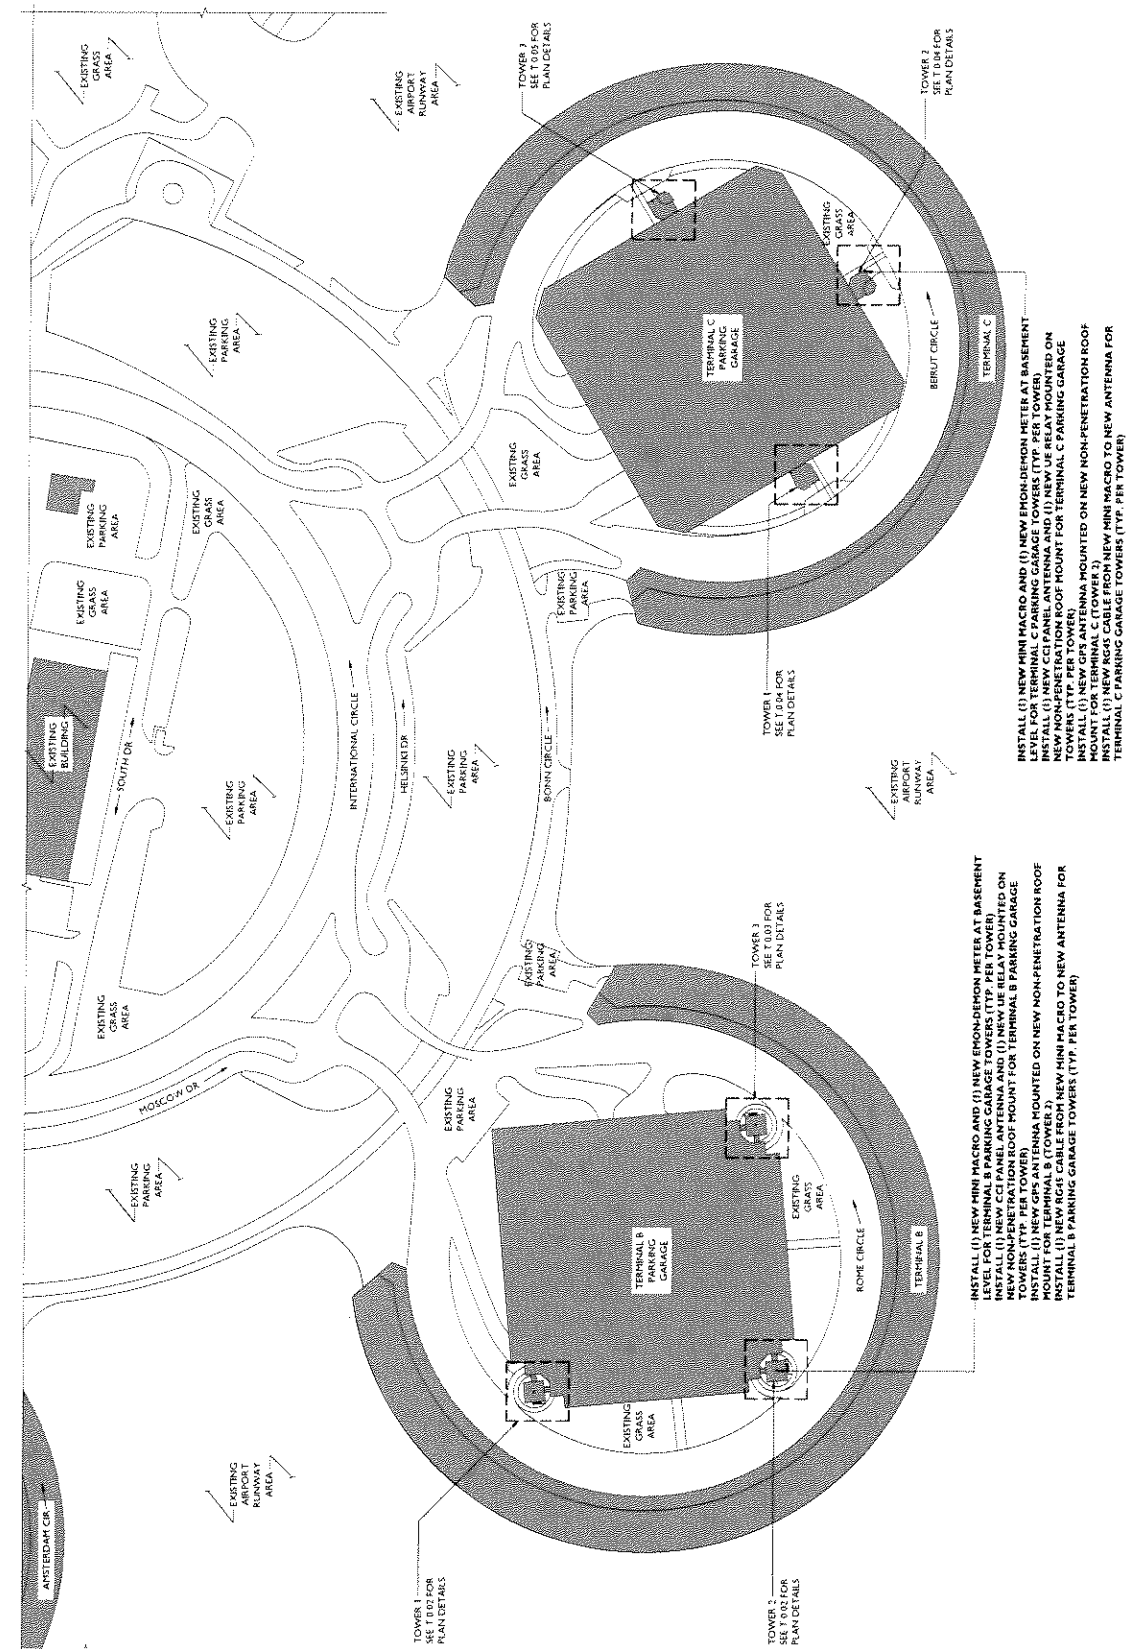 EXISTING
GRASS
AREA
EXISTING
AIRPORT
RUNWAY
AREA
TOWER 3
SEE T 0.05 FOR
PLAN DETAILS
TOWER 2
SEE T 0.04 FOR
PLAN DETAILS
EXISTING
PARKING
AREA
EXISTING
GRASS
AREA
TERMINAL C
PARKING
GARAGE
BERUT CIRCLE
TERMINAL C
EXISTING
GRASS
AREA
EXISTING
PARKING
AREA
EXISTING
GRASS
AREA
EXISTING
GRASS
AREA
EXISTING
PARKING
AREA
TOWER 1
SEE T 0.04 FOR
PLAN DETAILS
INSTALL (1) NEW MINI MACRO AND (1) NEW EMON-DEMON METER AT BASEMENT
LEVEL FOR TERMINAL C PARKING GARAGE TOWERS (TYP. PER TOWER)
INSTALL (1) NEW CCI PANEL ANTENNA AND (1) NEW UE RELAY MOUNTED ON
NEW NON-PENETRATION ROOF MOUNT FOR TERMINAL C PARKING GARAGE
TOWERS (TYP. PER TOWER)
INSTALL (1) NEW GPS ANTENNA MOUNTED ON NEW NON-PENETRATION ROOF
MOUNT FOR TERMINAL C (TOWER 2)
INSTALL (1) NEW RG45 CABLE FROM NEW MINI MACRO TO NEW ANTENNA FOR
TERMINAL C PARKING GARAGE TOWERS (TYP. PER TOWER)
EXISTING
BUILDING
SOUTH DR
EXISTING
PARKING
AREA
INTERNATIONAL CIRCLE
HELSINKI DR
EXISTING
PARKING
AREA
BONN CIRCLE
EXISTING
AIRPORT
RUNWAY
AREA
EXISTING
GRASS
AREA
MOSCOW DR
EXISTING
PARKING
AREA
EXISTING
PARKING
AREA
EXISTING
PARKING
AREA
TOWER 3
SEE T 0.03 FOR
PLAN DETAILS
TERMINAL B
PARKING
GARAGE
EXISTING
GRASS
AREA
ROME CIRCLE
TERMINAL B
EXISTING
GRASS
AREA
INSTALL (1) NEW MINI MACRO AND (1) NEW EMON-DEMON METER AT BASEMENT
LEVEL FOR TERMINAL B PARKING GARAGE TOWERS (TYP. PER TOWER)
INSTALL (1) NEW CCI PANEL ANTENNA AND (1) NEW UE RELAY MOUNTED ON
NEW NON-PENETRATION ROOF MOUNT FOR TERMINAL B PARKING GARAGE
TOWERS (TYP. PER TOWER)
INSTALL (1) NEW GPS ANTENNA MOUNTED ON NEW NON-PENETRATION ROOF
MOUNT FOR TERMINAL B (TOWER 2)
INSTALL (1) NEW RG45 CABLE FROM NEW MINI MACRO TO NEW ANTENNA FOR
TERMINAL B PARKING GARAGE TOWERS (TYP. PER TOWER)
AMSTERDAM CIR.
EXISTING
AIRPORT
RUNWAY
AREA
TOWER 1
SEE T 0.02 FOR
PLAN DETAILS
TOWER 2
SEE T 0.02 FOR
PLAN DETAILS